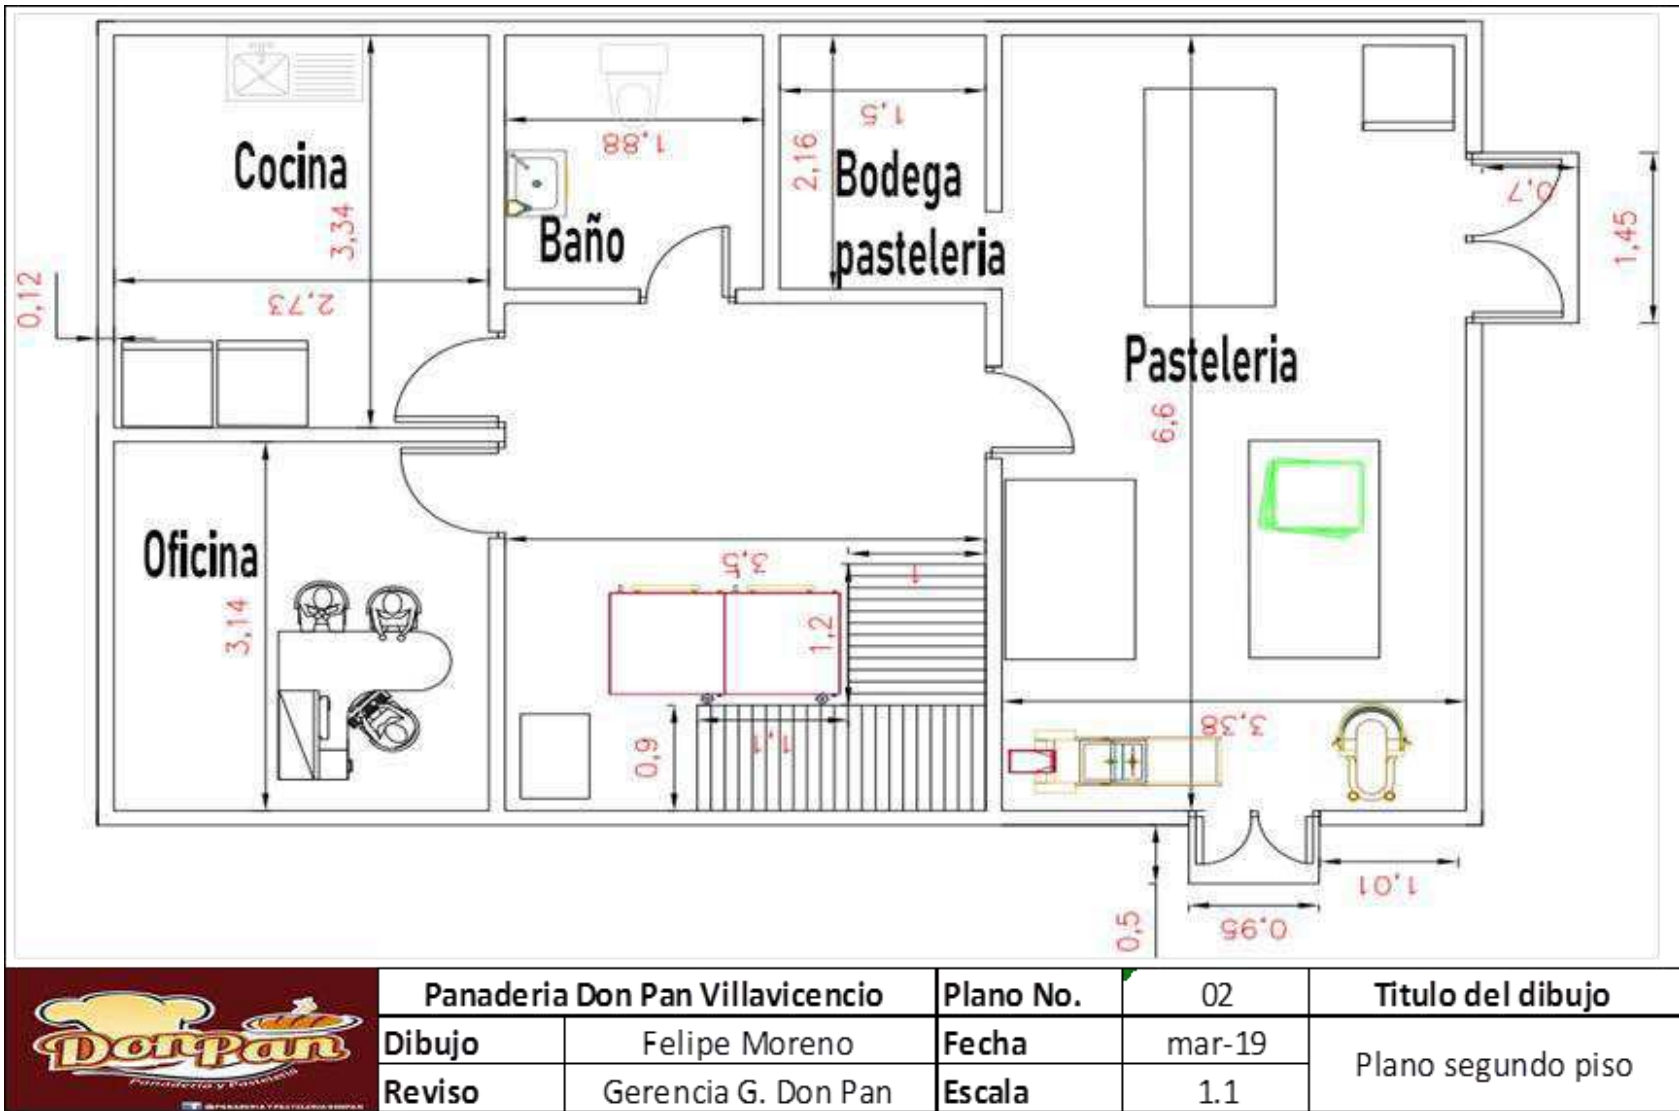 1,5
1,88
2,16
Cocina
Bodega
0,7
3,34
Baño
pasteleria
1,45
0,12
2,73
Pasteleria
6,6
Oficina
3,5
1
3,14
1,2
3,38
0,9
1,1
1,01
0,5
0,95
DonPan
Panaderia y Pasteleria
Panaderia Don Pan Villavicencio Plano No. 02 Titulo del dibujo
Dibujo Felipe Moreno Fecha mar-19
Plano segundo piso
Reviso Gerencia G. Don Pan Escala 1.1